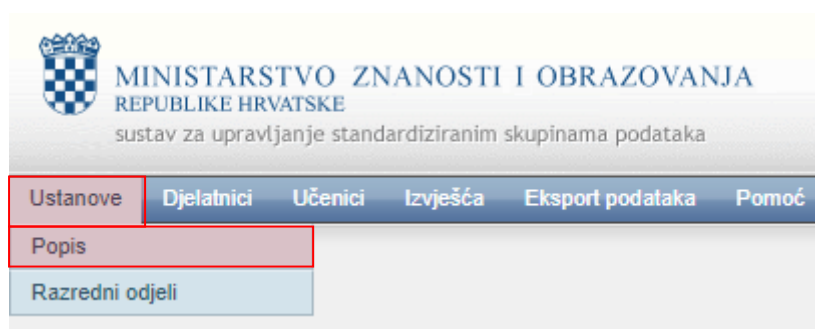 MINISTARSTVO ZNANOSTI I OBRAZOVANJA
REPUBLIKE HRVATSKE
sustav za upravljanje standardiziranim skupinama podataka
Ustanove Djelatnici Učenici Izvješća Eksport podataka Pomoć
Popis
Razredni odjeli